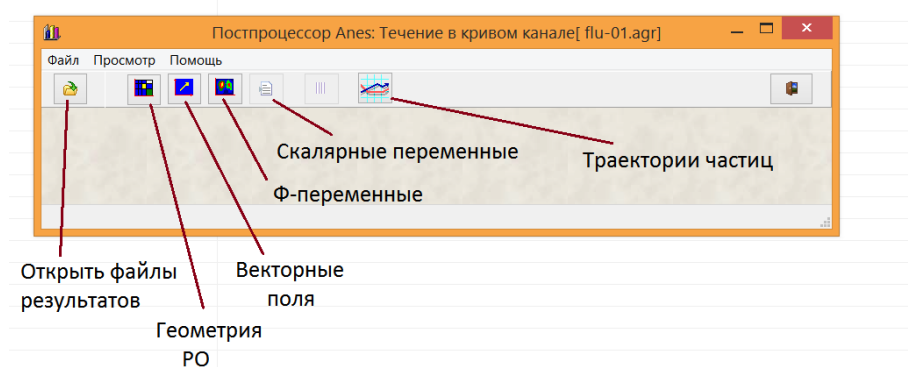 Постпроцессор Anes: Течение в кривом канале[ flu-01.agr]
Файл Просмотр Помощь
Скалярные переменные
Траектории частиц
Ф-переменные
Открыть файлы
результатов
Векторные
поля
Геометрия
РО